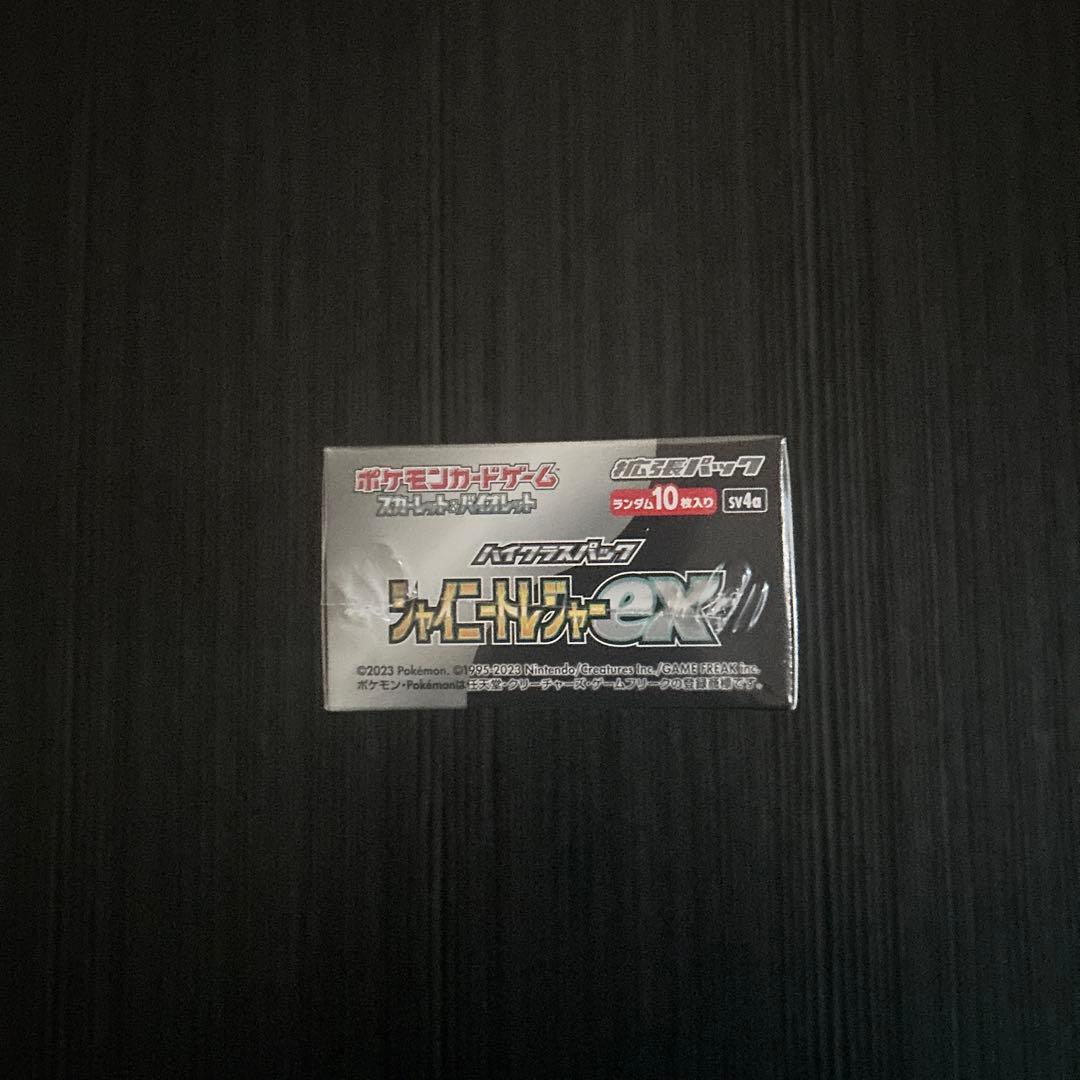 ポケモンカードゲーム 拡張パック
スカーレット&バイオレット ランダム10枚入り SV4a
ハイクラスパック
シャイニートレジャーex
©2023 Pokémon. ©1995-2023 Nintendo/Creatures Inc./GAME FREAK inc.
ポケモン・Pokémonは任天堂・クリーチャーズ・ゲームフリークの登録商標です。